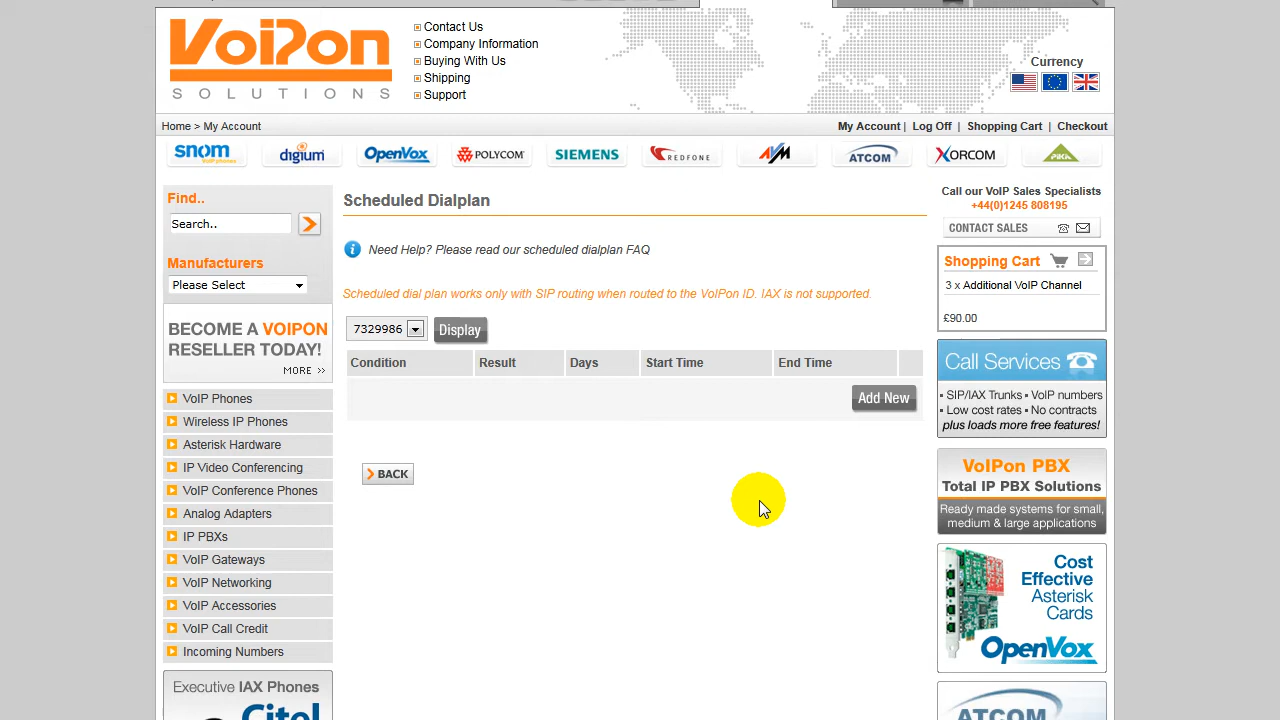 VoIPon
SOLUTIONS
Contact Us
Company Information
Buying With Us
Shipping
Support
Currency
Home > My Account
My Account | Log Off | Shopping Cart | Checkout
snom VoIP phones
digium
OpenVox
POLYCOM
SIEMENS
REDFONE
AVM
ATCOM
XORCOM
PIKA
Find..
Search..
Manufacturers
Please Select
BECOME A VOIPON
RESELLER TODAY!
MORE >>
VoIP Phones
Wireless IP Phones
Asterisk Hardware
IP Video Conferencing
VoIP Conference Phones
Analog Adapters
IP PBXs
VoIP Gateways
VoIP Networking
VoIP Accessories
VoIP Call Credit
Incoming Numbers
Executive IAX Phones
Citel
Scheduled Dialplan
Need Help? Please read our scheduled dialplan FAQ
Scheduled dial plan works only with SIP routing when routed to the VoIPon ID. IAX is not supported.
7329986 Display
Condition Result Days Start Time End Time
Add New
BACK
Call our VoIP Sales Specialists
+44(0)1245 808195
CONTACT SALES
Shopping Cart
3 x Additional VoIP Channel
£90.00
Call Services
▪ SIP/IAX Trunks ▪ VoIP numbers
▪ Low cost rates ▪ No contracts
plus loads more free features!
VoIPon PBX
Total IP PBX Solutions
Ready made systems for small,
medium & large applications
Cost
Effective
Asterisk
Cards
OpenVox
ATCOM